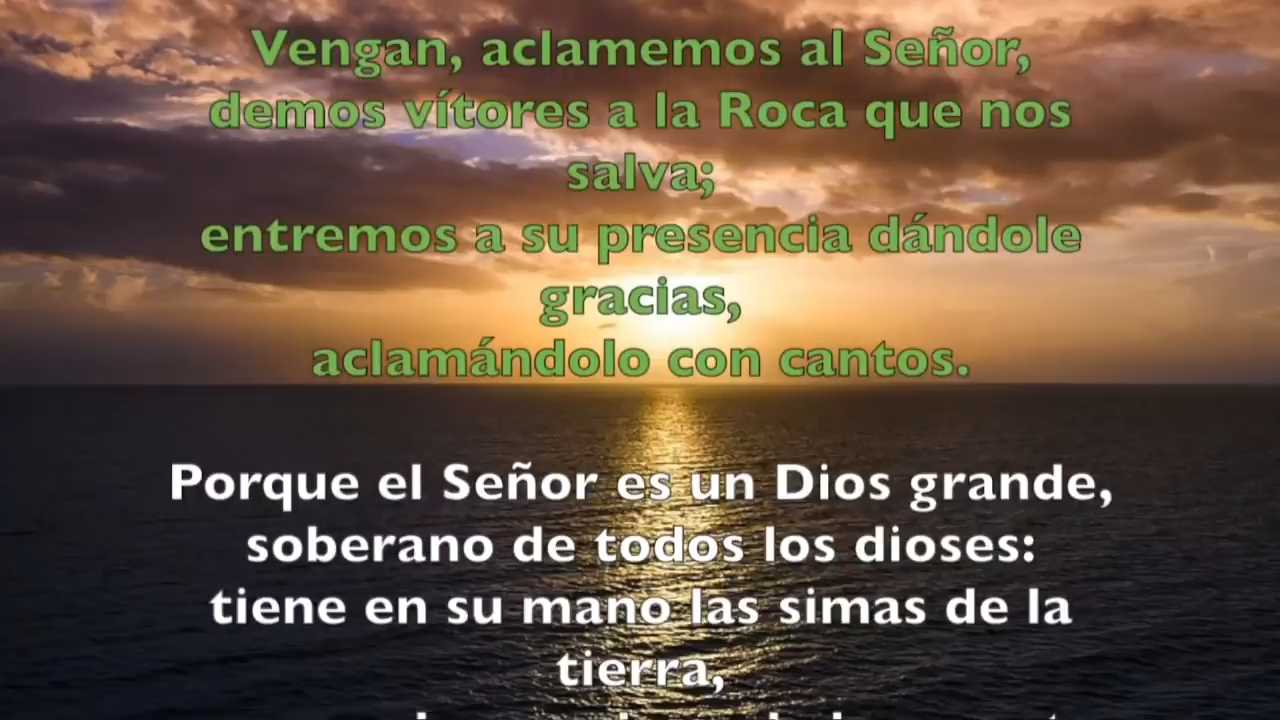 Vengan, aclamemos al Señor,
demos vítores a la Roca que nos
salva;
entremos a su presencia dándole
gracias,
aclamándolo con cantos.
Porque el Señor es un Dios grande,
soberano de todos los dioses:
tiene en su mano las simas de la
tierra,